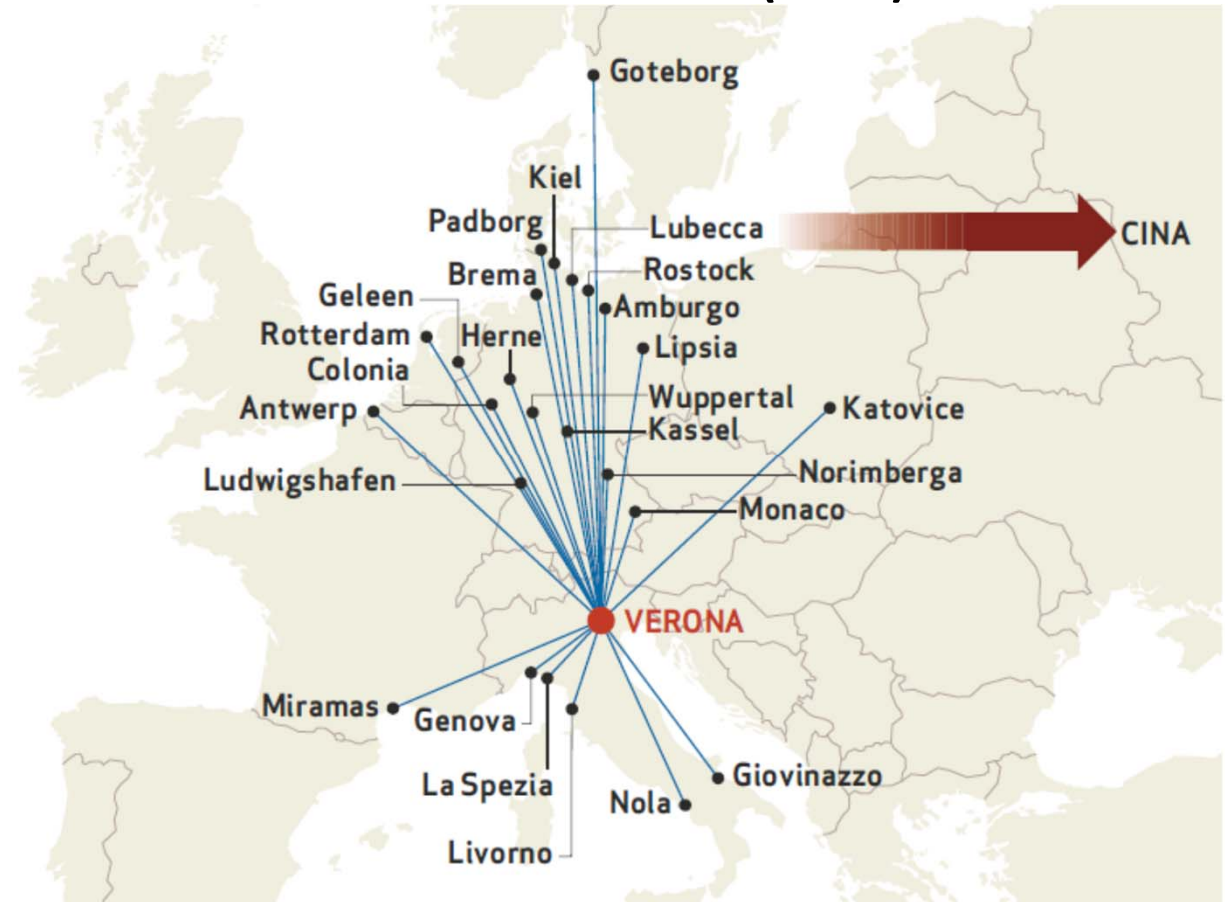 Goteborg
Kiel
Padborg
Lubecca
CINA
Brema
Rostock
Geleen
Amburgo
Rotterdam
Herne
Lipsia
Colonia
Wuppertal
Antwerp
Katovice
Kassel
Norimberga
Ludwigshafen
Monaco
VERONA
Miramas
Genova
Giovinazzo
La Spezia
Nola
Livorno